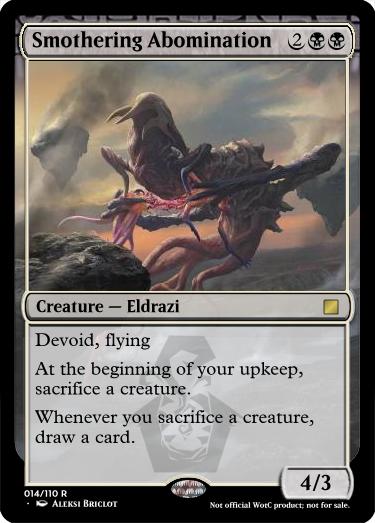 Smothering Abomination 2
Creature — Eldrazi
Devoid, flying
At the beginning of your upkeep,
sacrifice a creature.
Whenever you sacrifice a creature,
draw a card.
4/3
014/110 R
· Aleksi Briclot
Not official WotC product; not for sale.